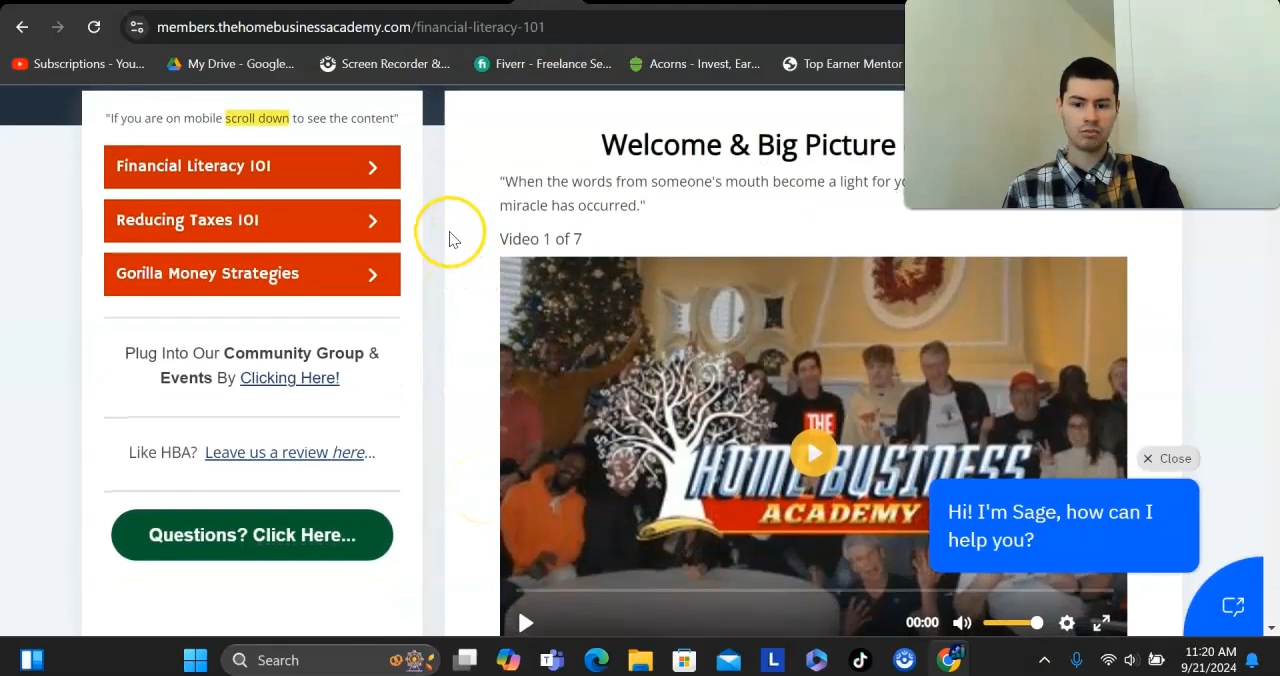 members.thehomebusinessacademy.com/financial-literacy-101
Subscriptions - You...
My Drive - Google...
Screen Recorder &...
Fiverr - Freelance Se...
Acorns - Invest, Ear...
Top Earner Mentor
"If you are on mobile scroll down to see the content"
Financial Literacy 101
Reducing Taxes 101
Gorilla Money Strategies
Plug Into Our Community Group &
Events By Clicking Here!
Like HBA? Leave us a review here...
Questions? Click Here...
Welcome & Big Picture
"When the words from someone's mouth become a light for
miracle has occurred."
Video 1 of 7
THE
HOME BUSINESS
ACADEMY
Close
Hi! I'm Sage, how can I
help you?
00:00
Search
L
11:20 AM
9/21/2024